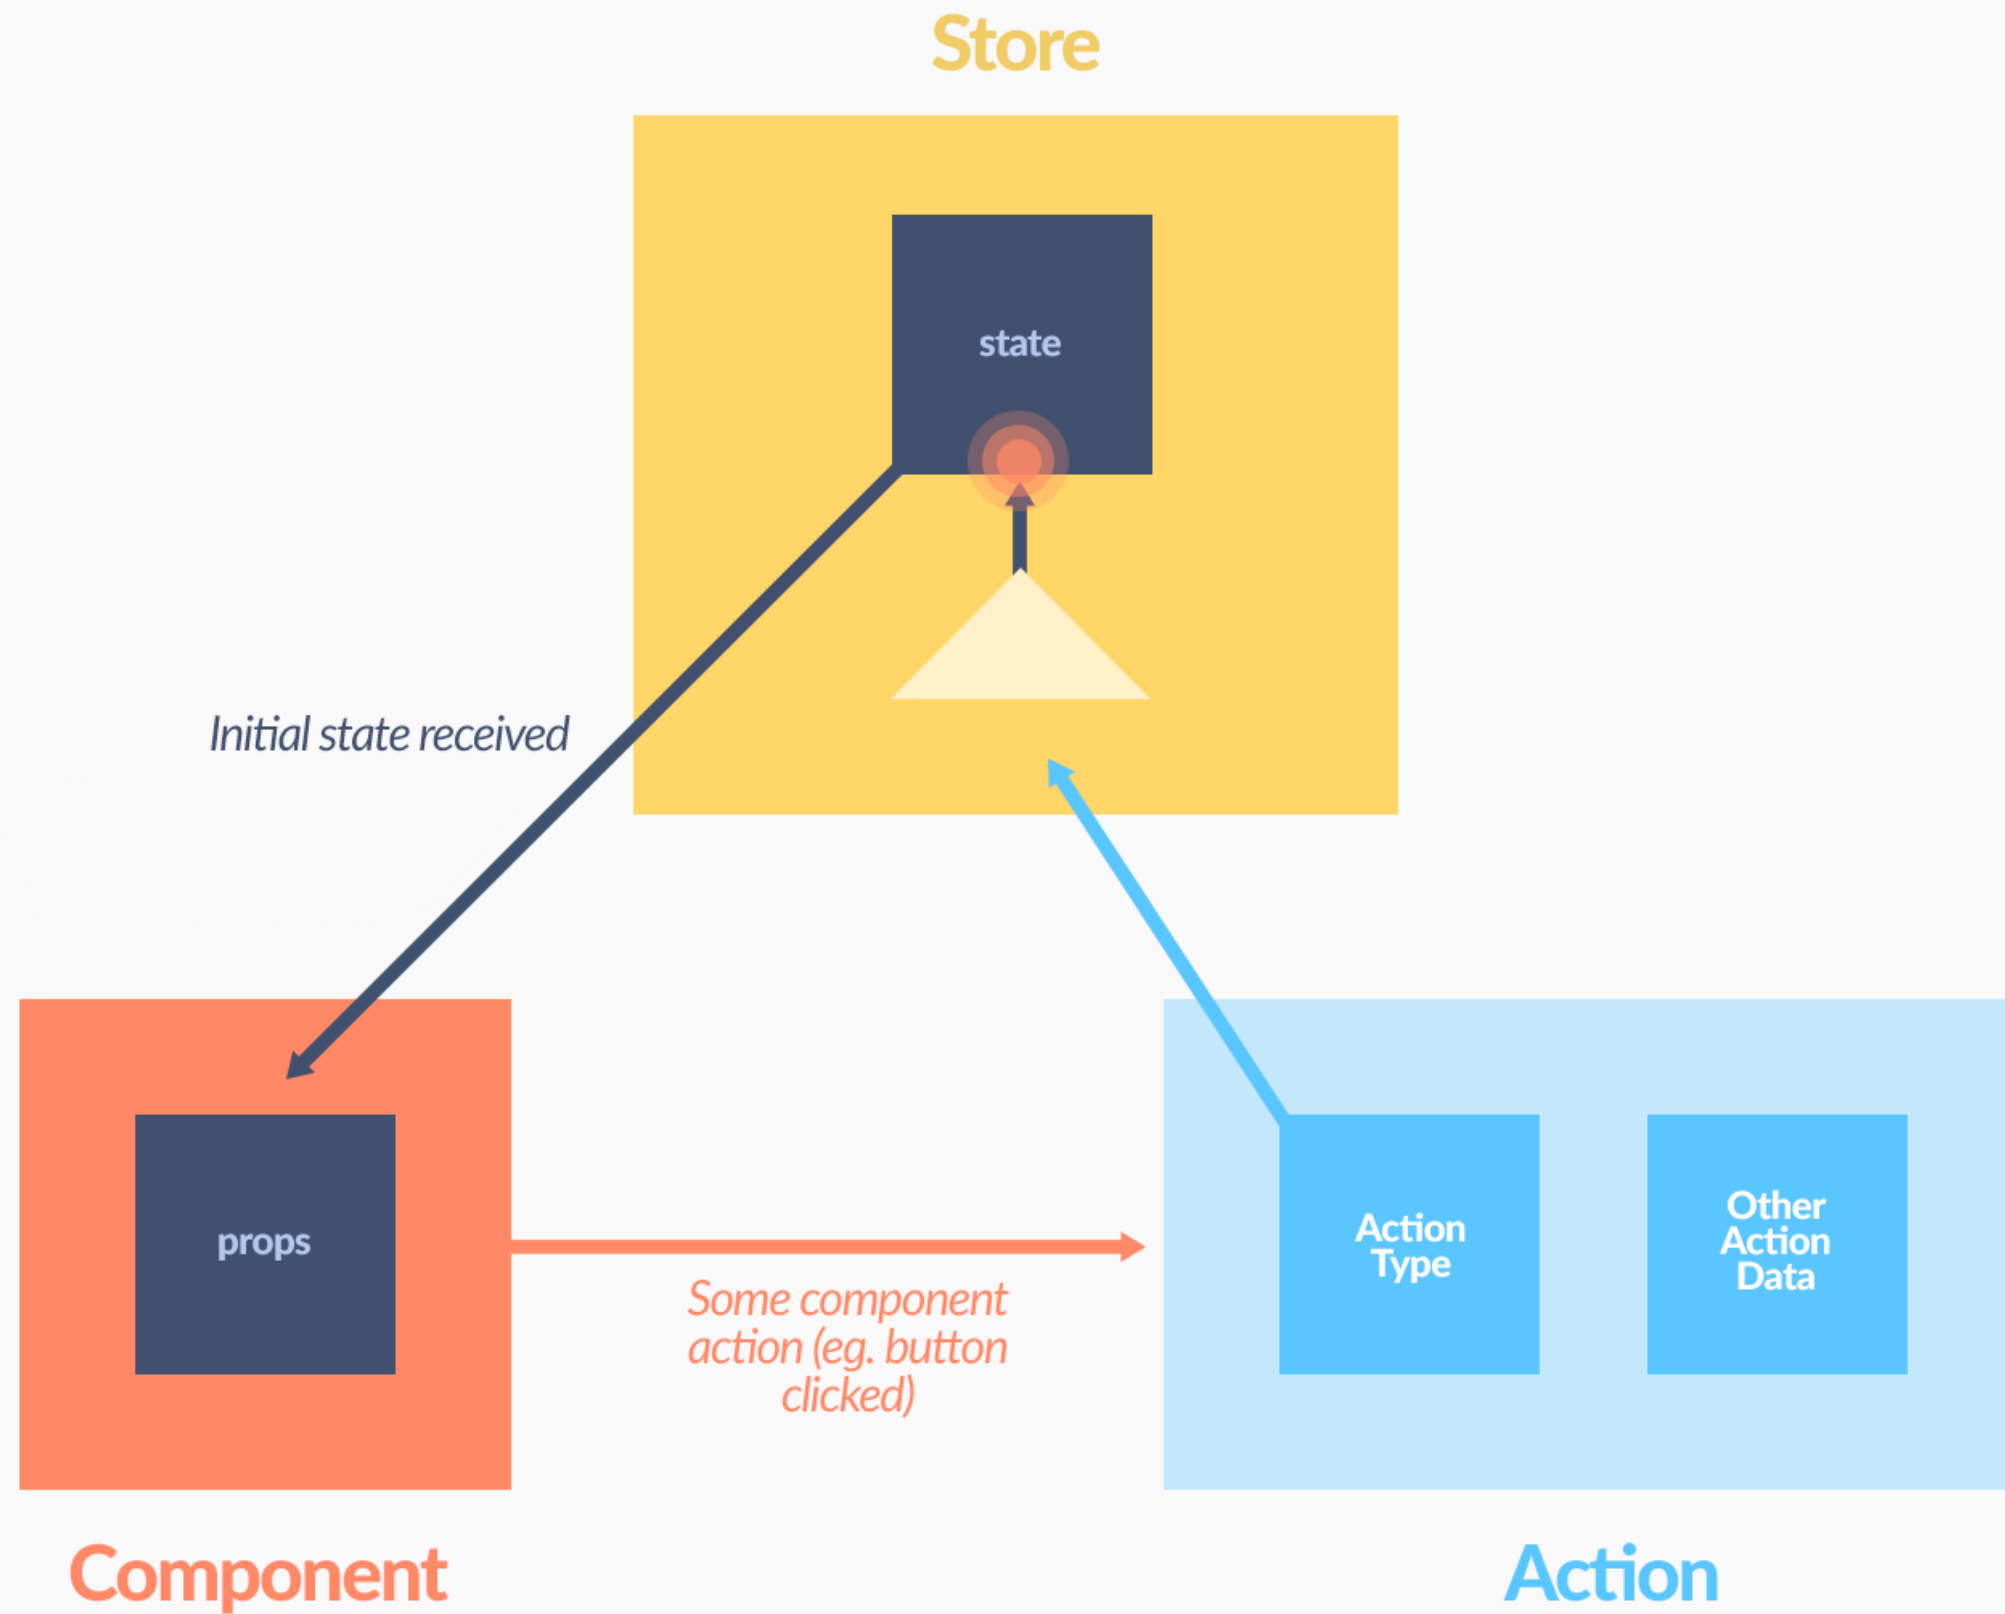 Store
state
Initial state received
props
Some component
action (eg. button
clicked)
Action
Type
Other
Action
Data
Component
Action